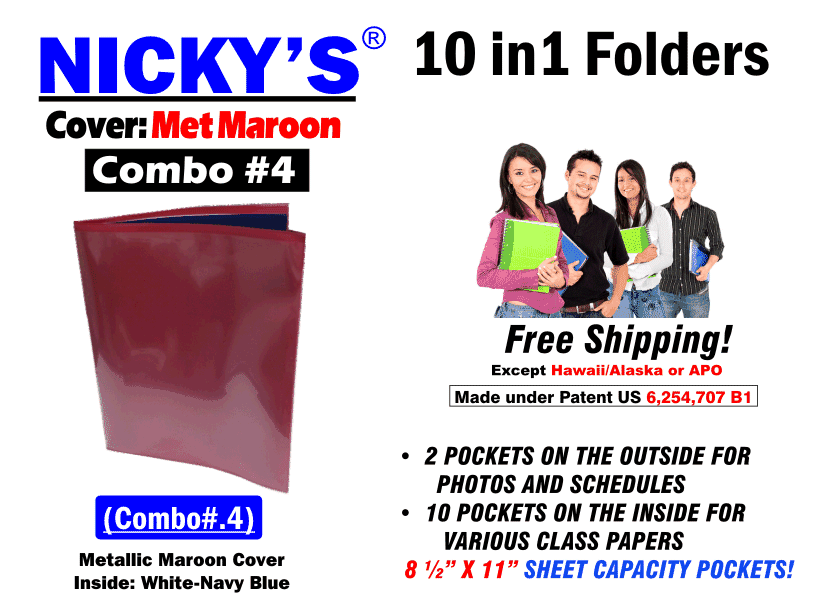 NICKY'S®
Cover: Met Maroon
Combo #4
(Combo#.4)
Metallic Maroon Cover
Inside: White-Navy Blue
10 in1 Folders
Free Shipping!
Except Hawaii/Alaska or APO
Made under Patent US 6,254,707 B1
• 2 POCKETS ON THE OUTSIDE FOR
PHOTOS AND SCHEDULES
• 10 POCKETS ON THE INSIDE FOR
VARIOUS CLASS PAPERS
8 ½" X 11" SHEET CAPACITY POCKETS!